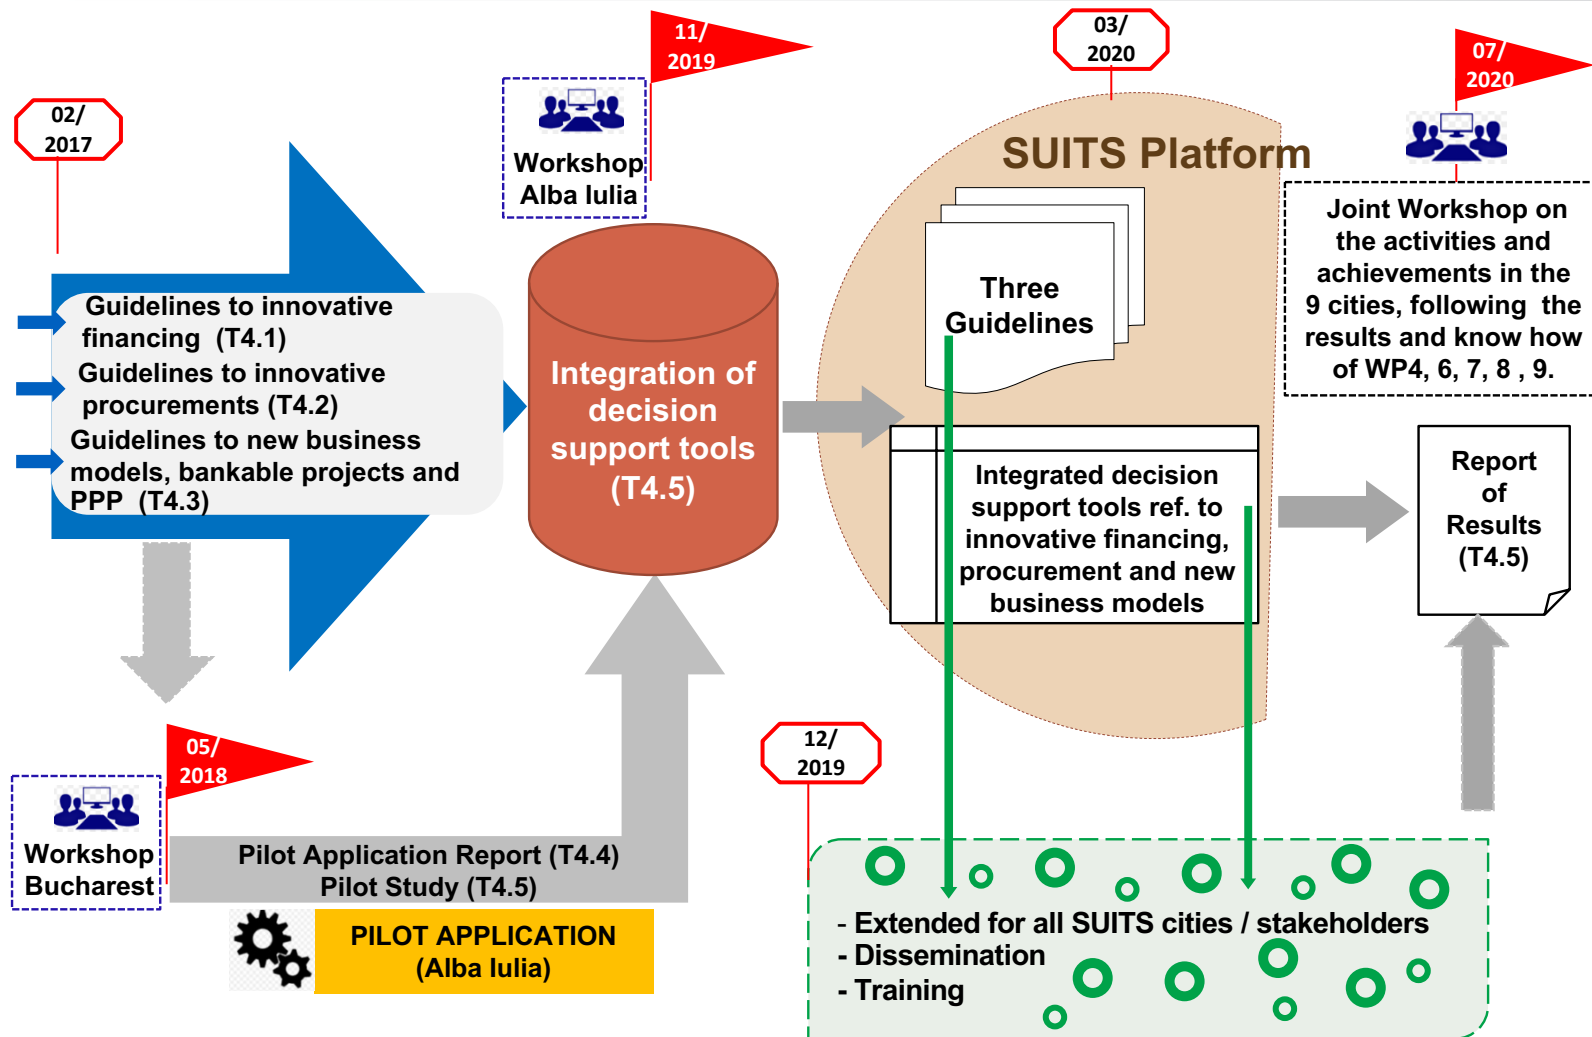 02/
2017
11/
2019
Workshop
Alba Iulia
03/
2020
07/
2020
SUITS Platform
Joint Workshop on
the activities and
achievements in the
9 cities, following the
results and know how
of WP4, 6, 7, 8 , 9.
Guidelines to innovative
financing (T4.1)
Guidelines to innovative
procurements (T4.2)
Guidelines to new business
models, bankable projects and
PPP (T4.3)
Integration of
decision
support tools
(T4.5)
Three
Guidelines
Integrated decision
support tools ref. to
innovative financing,
procurement and new
business models
Report
of
Results
(T4.5)
05/
2018
Workshop
Bucharest
Pilot Application Report (T4.4)
Pilot Study (T4.5)
PILOT APPLICATION
(Alba Iulia)
12/
2019
- Extended for all SUITS cities / stakeholders
- Dissemination
- Training